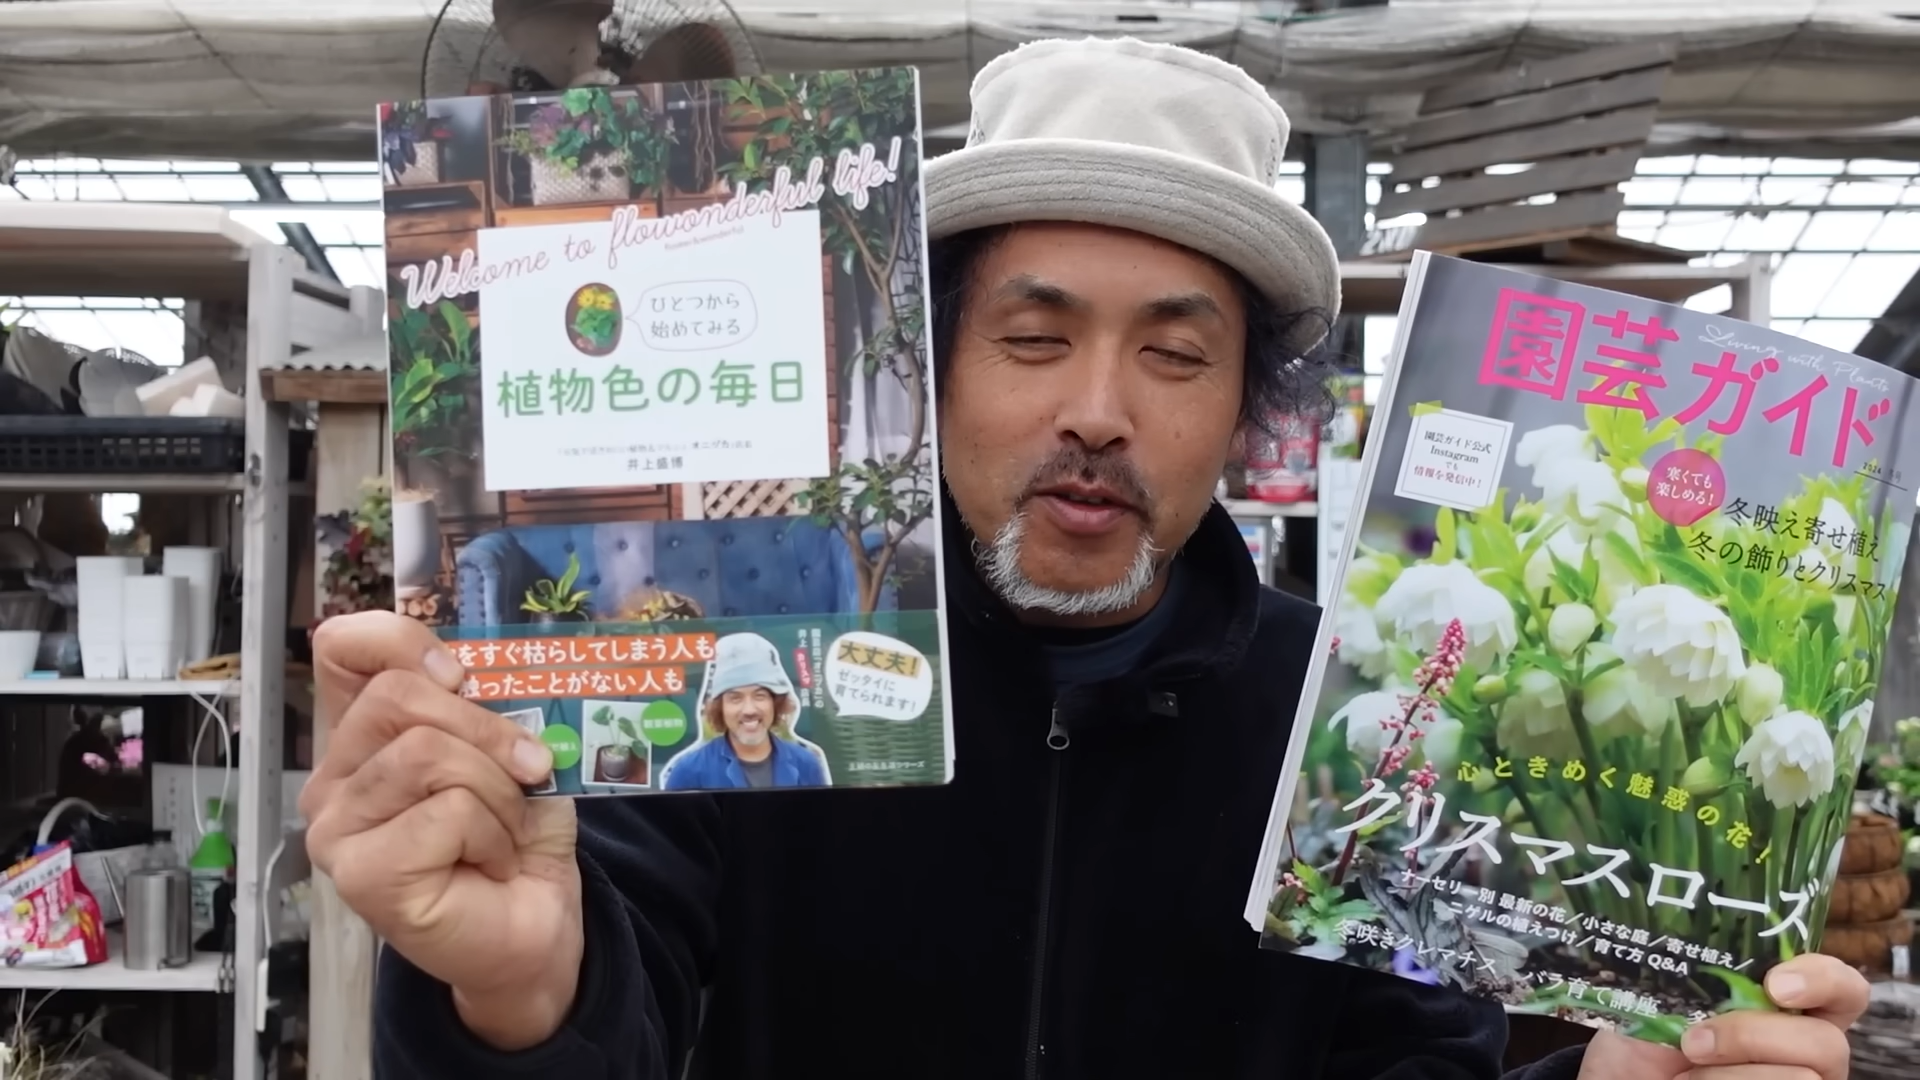 Welcome to flowonderful life!
ひとつから
始めてみる
植物色の毎日
井上盛博
をすぐ枯らしてしまう人も
ったことがない人も
観葉植物
井上
大丈夫!
ゼッタイに
育てられます!
園芸ガイド
Living with Plants
2024
園芸ガイド公式
Instagram
でも
情報を発信中!
寒くても
楽しめる!
冬映え寄せ植え
冬の飾りとクリスマス
心ときめく魅惑の花!
クリスマスローズ
ナーセリー別 最新の花/小さな庭/寄せ植え/
ニゲルの植えつけ/育て方 Q&A
冬咲きクレマチス
バラ育て講座